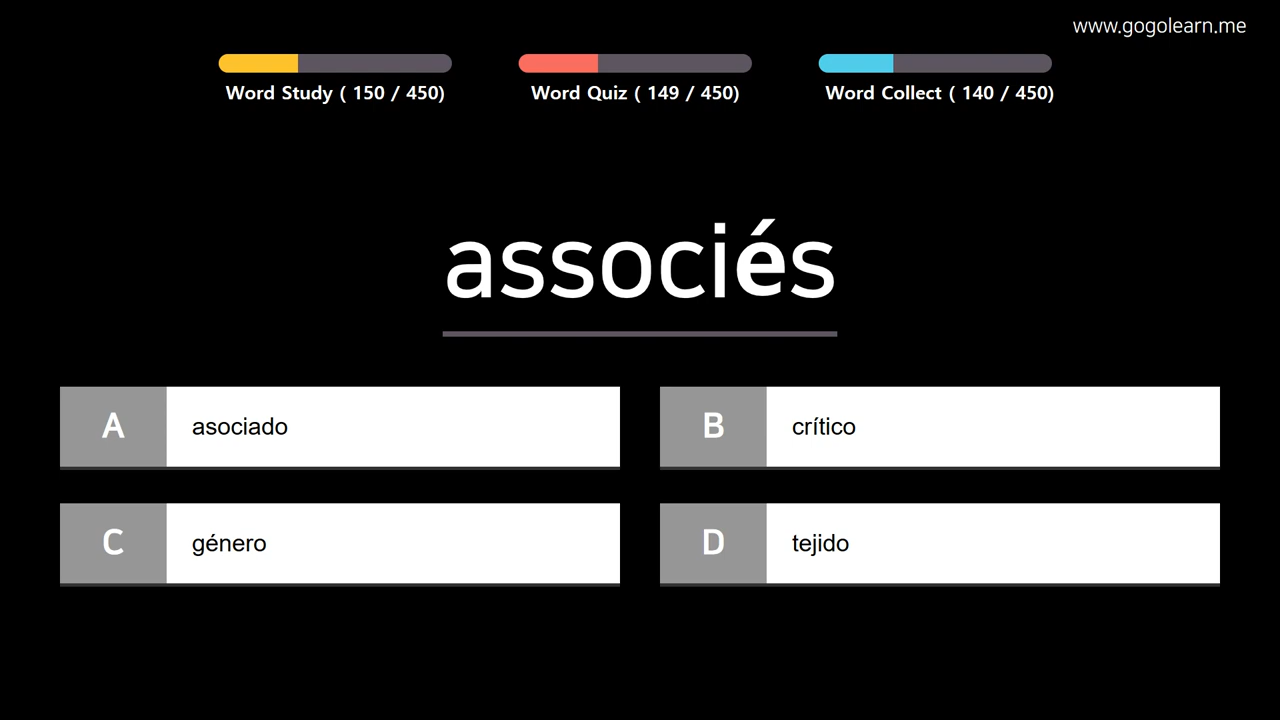 www.gogolearn.me
Word Study ( 150 / 450)
Word Quiz ( 149 / 450)
Word Collect ( 140 / 450)
associés
A asociado
B crítico
C género
D tejido